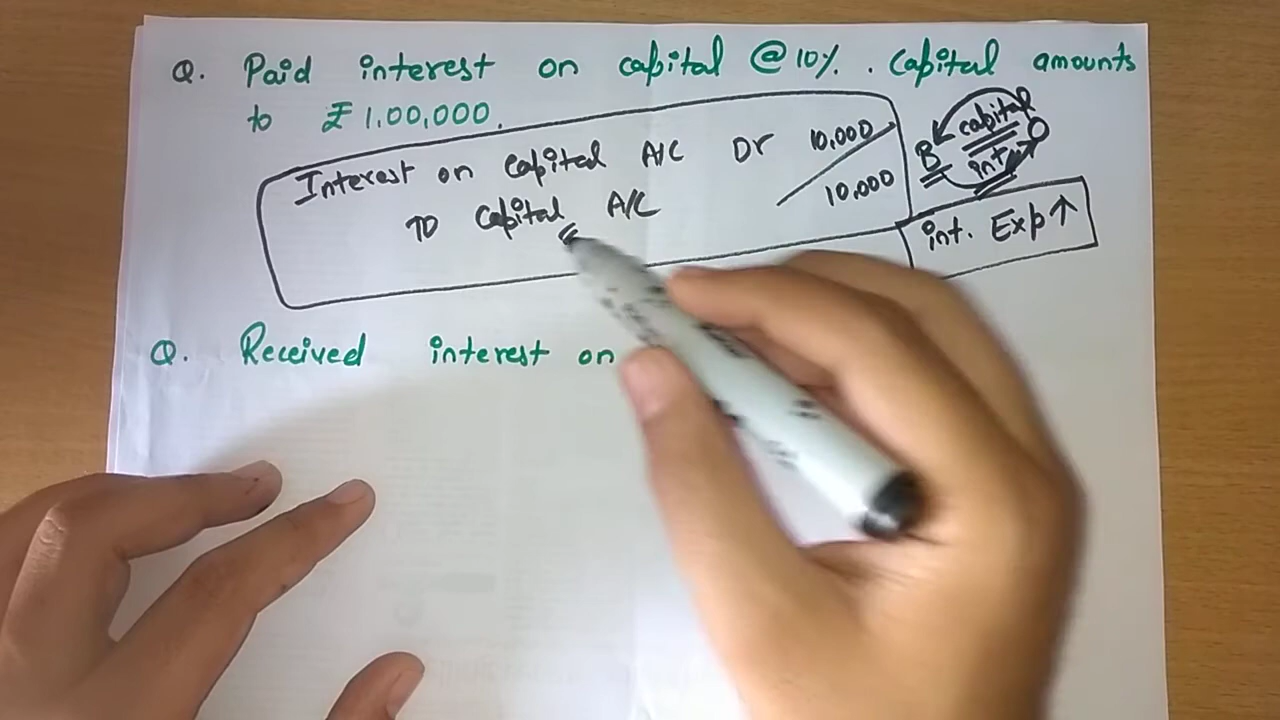 Q. Paid interest on capital @ 10%. Capital amounts
to ₹ 1,00,000.
Interest on Capital A/C Dr 10,000
To Capital A/C 10,000
capital
B int. O
int. Exp ↑
Q. Received interest on